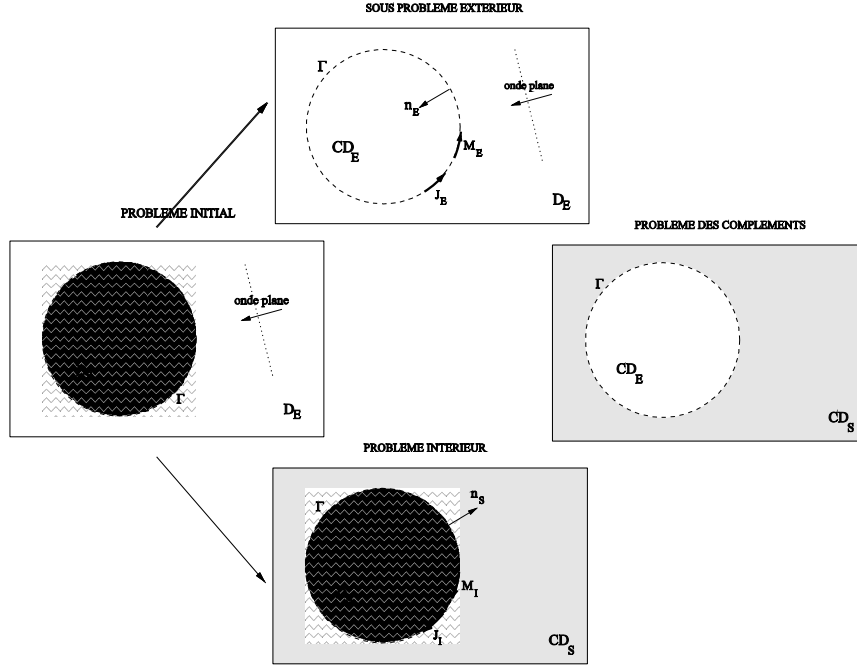 SOUS PROBLEME EXTERIEUR
Γ
onde plane
n_E
CD_E
M_E
J_E
D_E
PROBLEME INITIAL
onde plane
Γ
D_E
PROBLEME DES COMPLEMENTS
Γ
CD_E
CD_S
PROBLEME INTERIEUR
n_S
Γ
M_I
J_I
CD_S